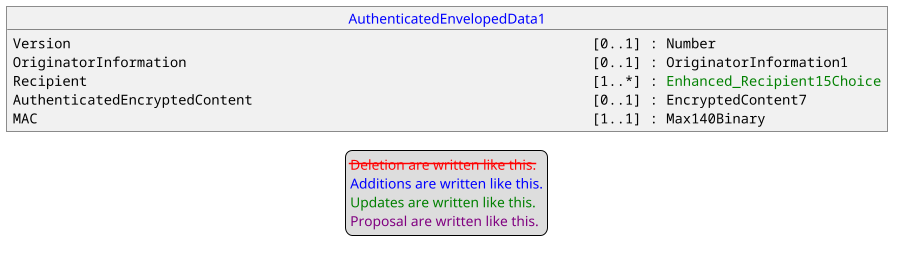 AuthenticatedEnvelopedData1
Version [0..1] : Number
OriginatorInformation [0..1] : OriginatorInformation1
Recipient [1..*] : Enhanced_Recipient15Choice
AuthenticatedEncryptedContent [0..1] : EncryptedContent7
MAC [1..1] : Max140Binary
Deletion are written like this.
Additions are written like this.
Updates are written like this.
Proposal are written like this.